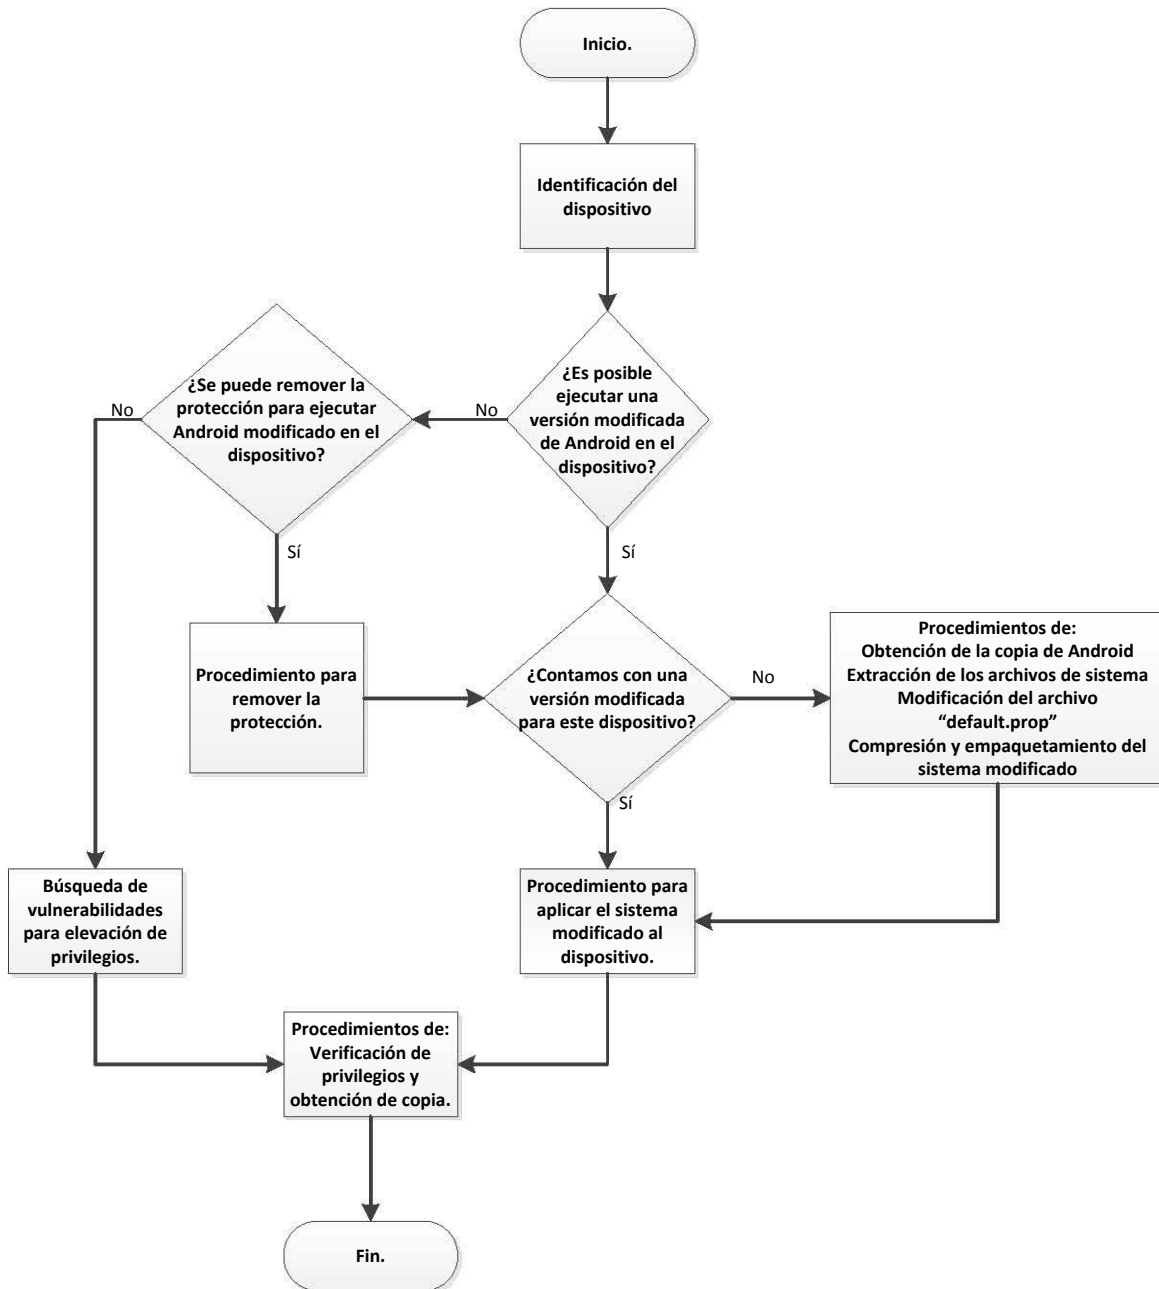 Inicio.
Identificación del
dispositivo
¿Es posible
ejecutar una
versión modificada
de Android en el
dispositivo?
No
¿Se puede remover la
protección para ejecutar
Android modificado en el
dispositivo?
No
Sí
Sí
Procedimiento para
remover la
protección.
¿Contamos con una
versión modificada
para este dispositivo?
No
Procedimientos de:
Obtención de la copia de Android
Extracción de los archivos de sistema
Modificación del archivo
“default.prop”
Compresión y empaquetamiento del
sistema modificado
Sí
Búsqueda de
vulnerabilidades
para elevación de
privilegios.
Procedimiento para
aplicar el sistema
modificado al
dispositivo.
Procedimientos de:
Verificación de
privilegios y
obtención de copia.
Fin.